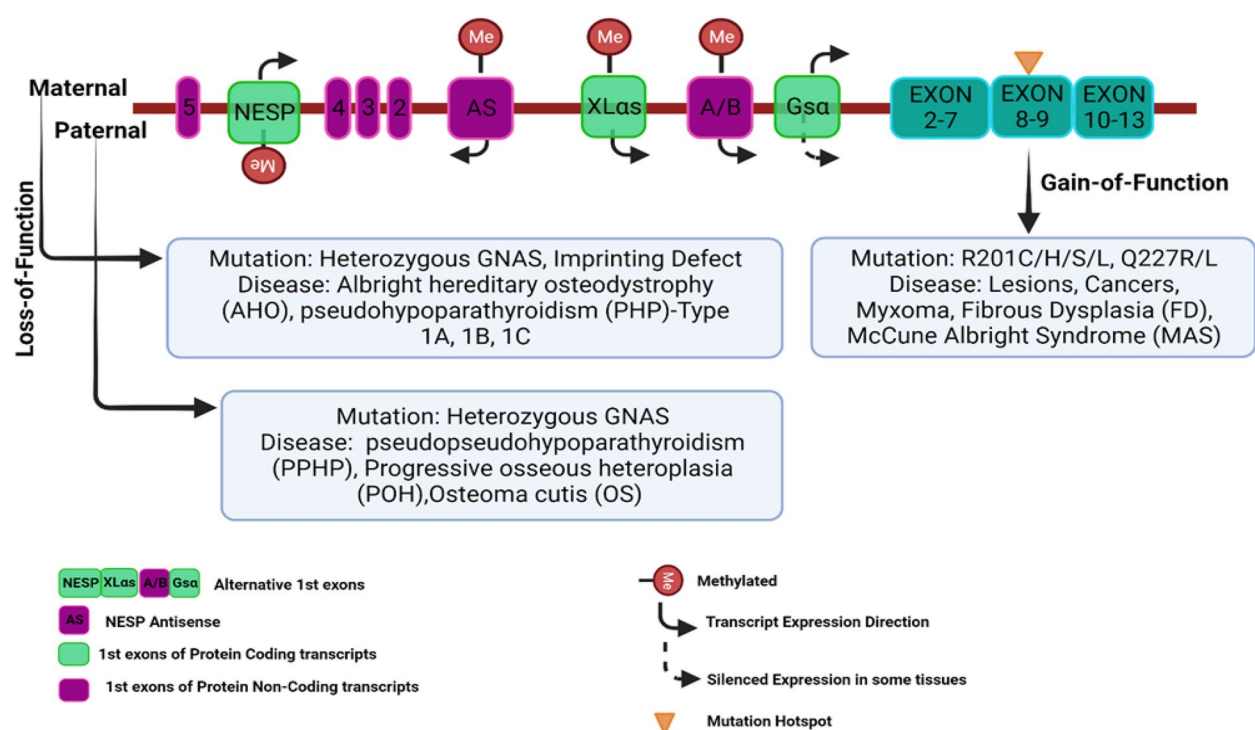 Me
Me
Me
Maternal
Paternal
5
NESP
4
3
2
AS
XLαs
A/B
Gsα
EXON
2-7
EXON
8-9
EXON
10-13
Me
Loss-of-Function
Gain-of-Function
Mutation: Heterozygous GNAS, Imprinting Defect
Disease: Albright hereditary osteodystrophy
(AHO), pseudohypoparathyroidism (PHP)-Type
1A, 1B, 1C
Mutation: R201C/H/S/L, Q227R/L
Disease: Lesions, Cancers,
Myxoma, Fibrous Dysplasia (FD),
McCune Albright Syndrome (MAS)
Mutation: Heterozygous GNAS
Disease: pseudopseudohypoparathyroidism
(PPHP), Progressive osseous heteroplasia
(POH),Osteoma cutis (OS)
NESP XLαs A/B Gsα Alternative 1st exons
AS NESP Antisense
1st exons of Protein Coding transcripts
1st exons of Protein Non-Coding transcripts
Me Methylated
Transcript Expression Direction
Silenced Expression in some tissues
Mutation Hotspot